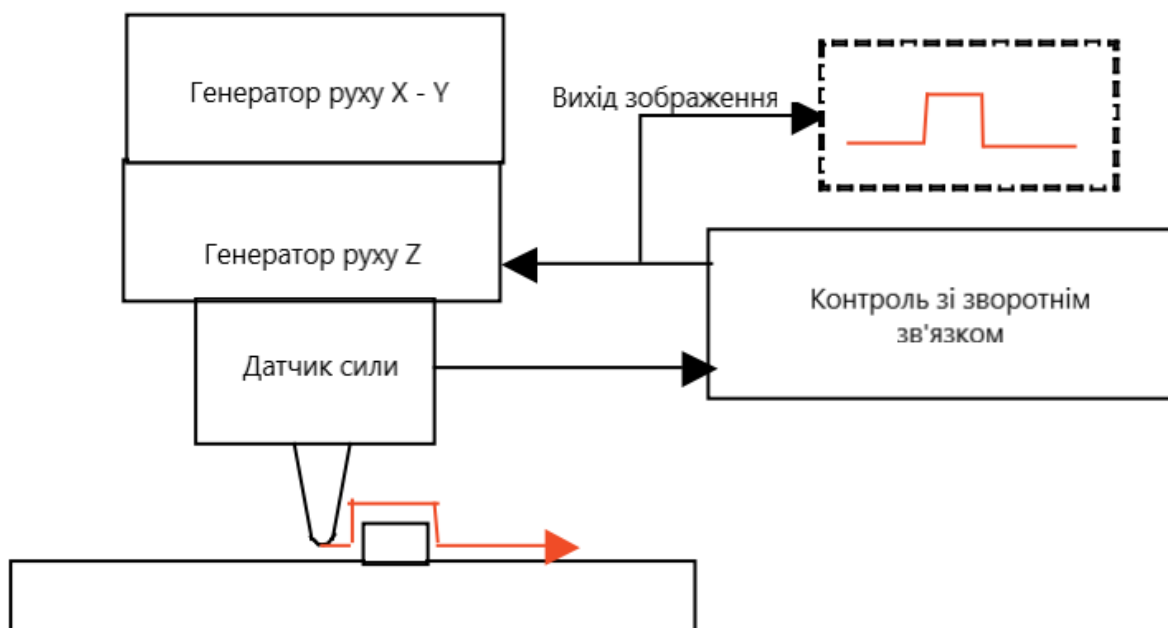 Генератор руху X - Y
Вихід зображення
Генератор руху Z
Контроль зі зворотнім
зв'язком
Датчик сили